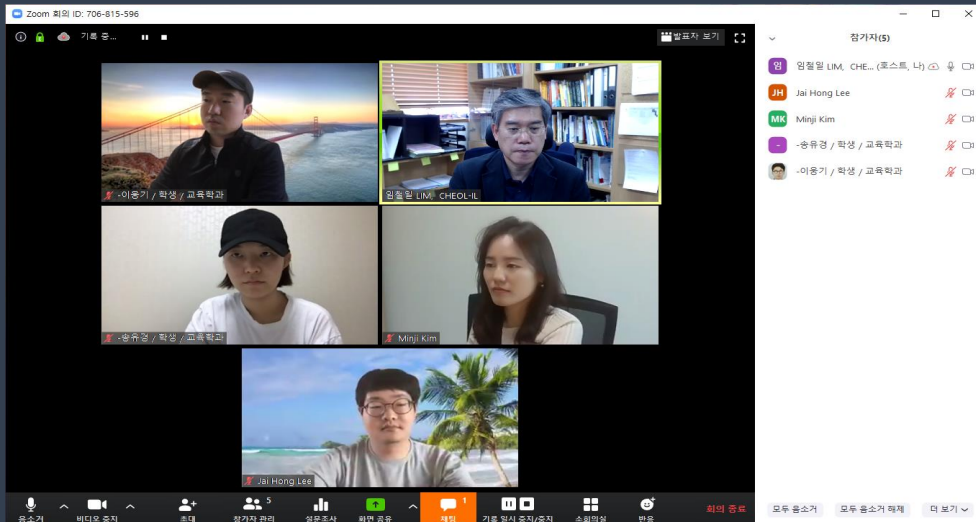 Zoom 회의 ID: 706-815-596
기록 중...
발표자 보기
-이웅기 / 학생 / 교육학과
임철일 LIM, CHEOL-IL
-송유경 / 학생 / 교육학과
Minji Kim
Jai Hong Lee
음소거
비디오 중지
초대
5
참가자 관리
설문조사
화면 공유
1
채팅
기록 일시 중지/중지
소회의실
반응
회의 종료
참가자(5)
임 임철일 LIM, CHE... (호스트, 나)
JH Jai Hong Lee
MK Minji Kim
- -송유경 / 학생 / 교육학과
-이웅기 / 학생 / 교육학과
모두 음소거 모두 음소거 해제 더 보기